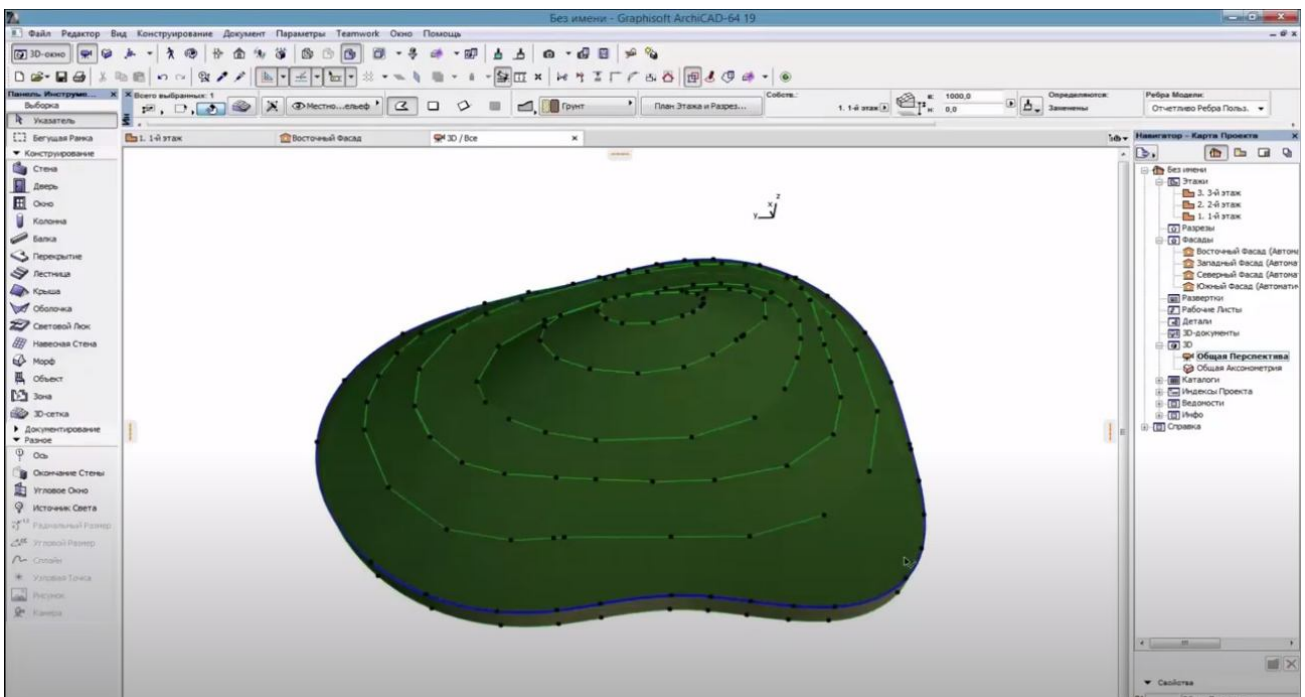 Без имени - Graphisoft ArchiCAD-64 19
Файл Редактор Вид Конструирование Документ Параметры Teamwork Окно Помощь
3D-окно
Панель Инструме...
Всего выбранных: 1
Выборка
Указатель
Бегущая Рамка
Конструирование
Стена
Дверь
Окно
Колонна
Балка
Перекрытие
Лестница
Крыша
Оболочка
Световой Люк
Навесная Стена
Морф
Объект
Зона
3D-сетка
Документирование
Разное
Ось
Окончание Стены
Угловое Окно
Источник Света
Радиальный Размер
Угловой Размер
Сплайн
Узловая Точка
Рисунок
Камера
Местно...ельеф
Грунт
План Этажа и Разрез...
Собств.:
1. 1-й этаж
в: 1000,0
н: 0,0
Определяются:
Заменены
Ребра Модели:
Отчетливо Ребра Польз.
1. 1-й этаж
Восточный Фасад
3D / Все
z
x
y
Навигатор - Карта Проекта
Без имени
Этажи
3. 3-й этаж
2. 2-й этаж
1. 1-й этаж
Разрезы
Фасады
Восточный Фасад (Автом
Западный Фасад (Автома
Северный Фасад (Автома
Южный Фасад (Автомати
Развертки
Рабочие Листы
Детали
3D-документы
3D
Общая Перспектива
Общая Аксонометрия
Каталоги
Индексы Проекта
Ведомости
Инфо
Справка
Свойства